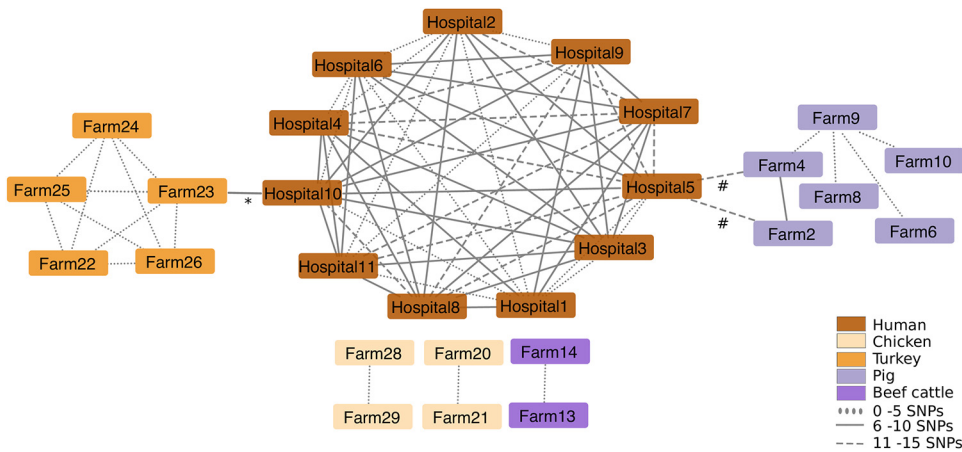 Hospital2
Hospital9
Hospital6
Hospital7
Hospital4
Farm24
Farm9
Farm4
Farm10
Farm25
Farm23
*
Hospital10
Hospital5
#
Farm8
#
Farm2
Farm6
Farm22
Farm26
Hospital11
Hospital3
Hospital8
Hospital1
Farm28
Farm20
Farm14
Farm29
Farm21
Farm13
Human
Chicken
Turkey
Pig
Beef cattle
0 -5 SNPs
6 -10 SNPs
11 -15 SNPs